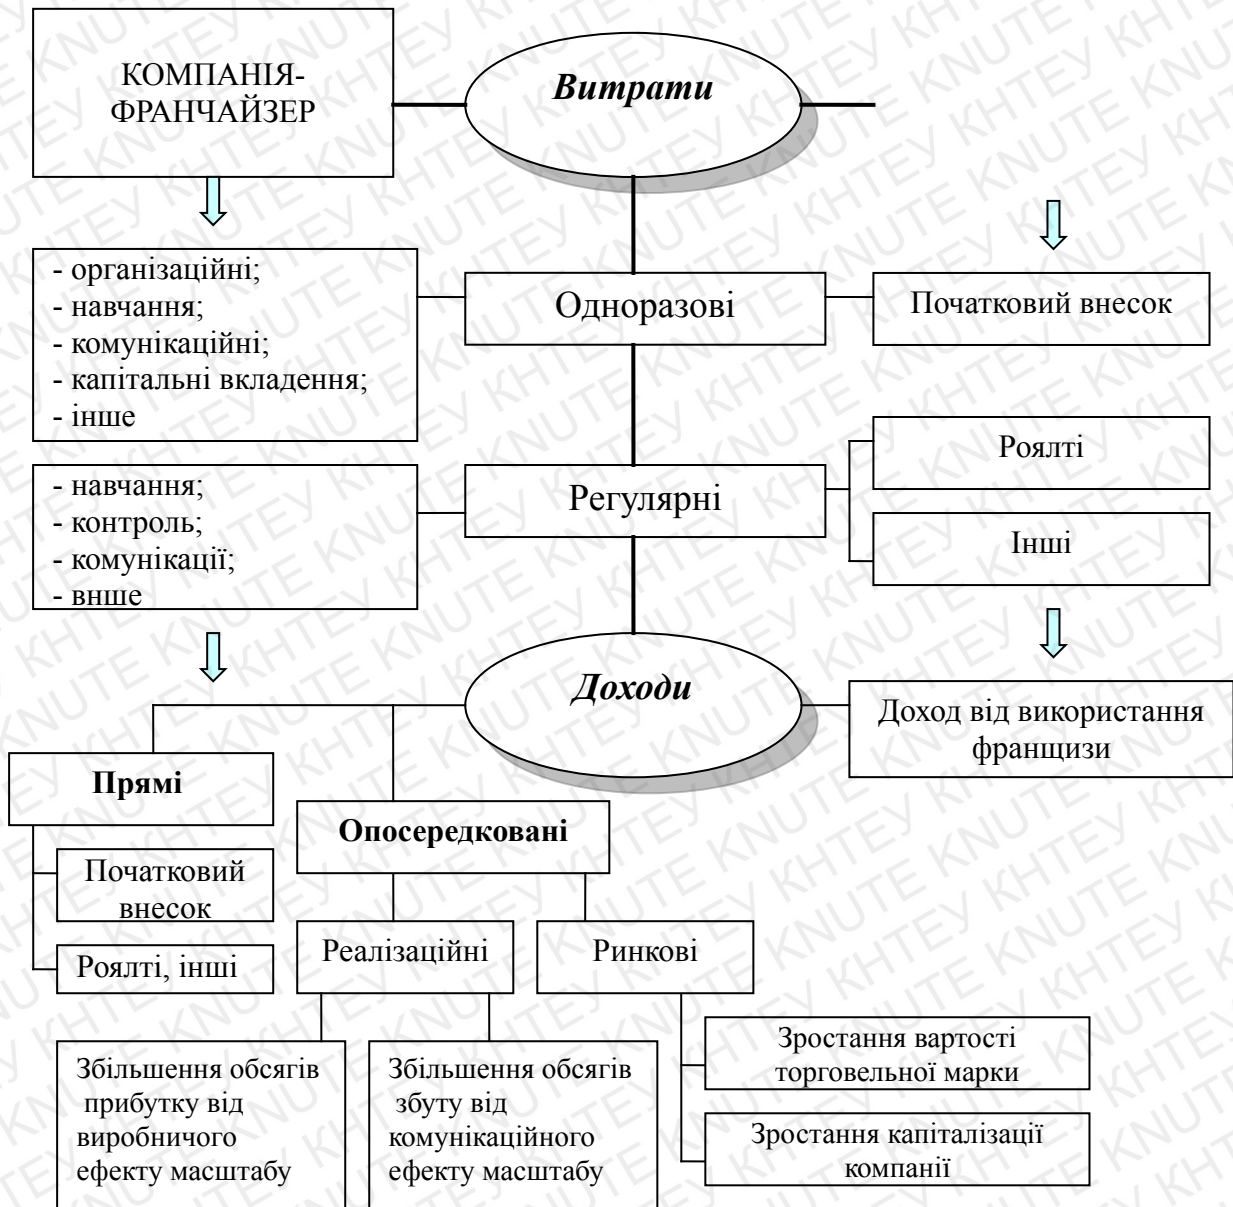 КОМПАНІЯ-
ФРАНЧАЙЗЕР
Витрати
- організаційні;
- навчання;
- комунікаційні;
- капітальні вкладення;
- інше
Одноразові
Початковий внесок
- навчання;
- контроль;
- комунікації;
- внше
Регулярні
Роялті
Інші
Доходи
Доход від використання
франщизи
Прямі
Початковий
внесок
Роялті, інші
Опосередковані
Реалізаційні
Ринкові
Збільшення обсягів
прибутку від
виробничого
ефекту масштабу
Збільшення обсягів
збуту від
комунікаційного
ефекту масштабу
Зростання вартості
торговельної марки
Зростання капіталізації
компанії